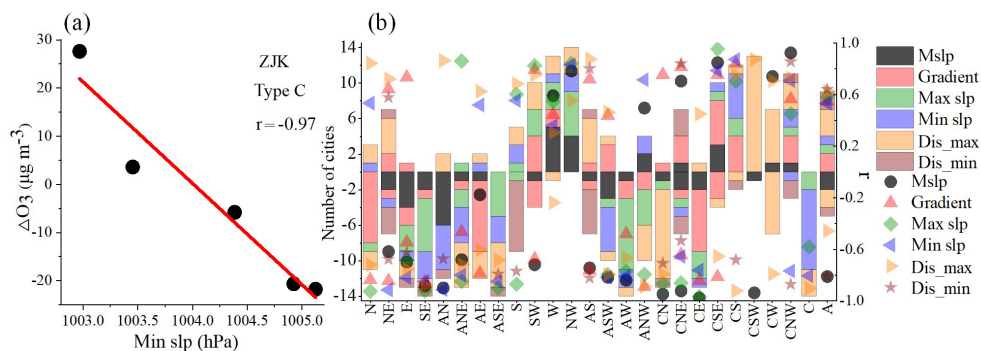 (a)
ZJK
Type C
r = -0.97
ΔO3 (μg m-3)
30
20
10
0
-10
-20
1003.0 1003.5 1004.0 1004.5 1005.0
Min slp (hPa)
(b)
Number of cities
14
10
6
2
-2
-6
-10
-14
1.0
0.6
0.2
-0.2
-0.6
-1.0
r
N NE E SE AN ANE AE ASE S SW W NW AS ASW AW ANW CN CNE CE CSE CS CSW CW CNW C A
Mslp
Gradient
Max slp
Min slp
Dis_max
Dis_min
Mslp
Gradient
Max slp
Min slp
Dis_max
Dis_min